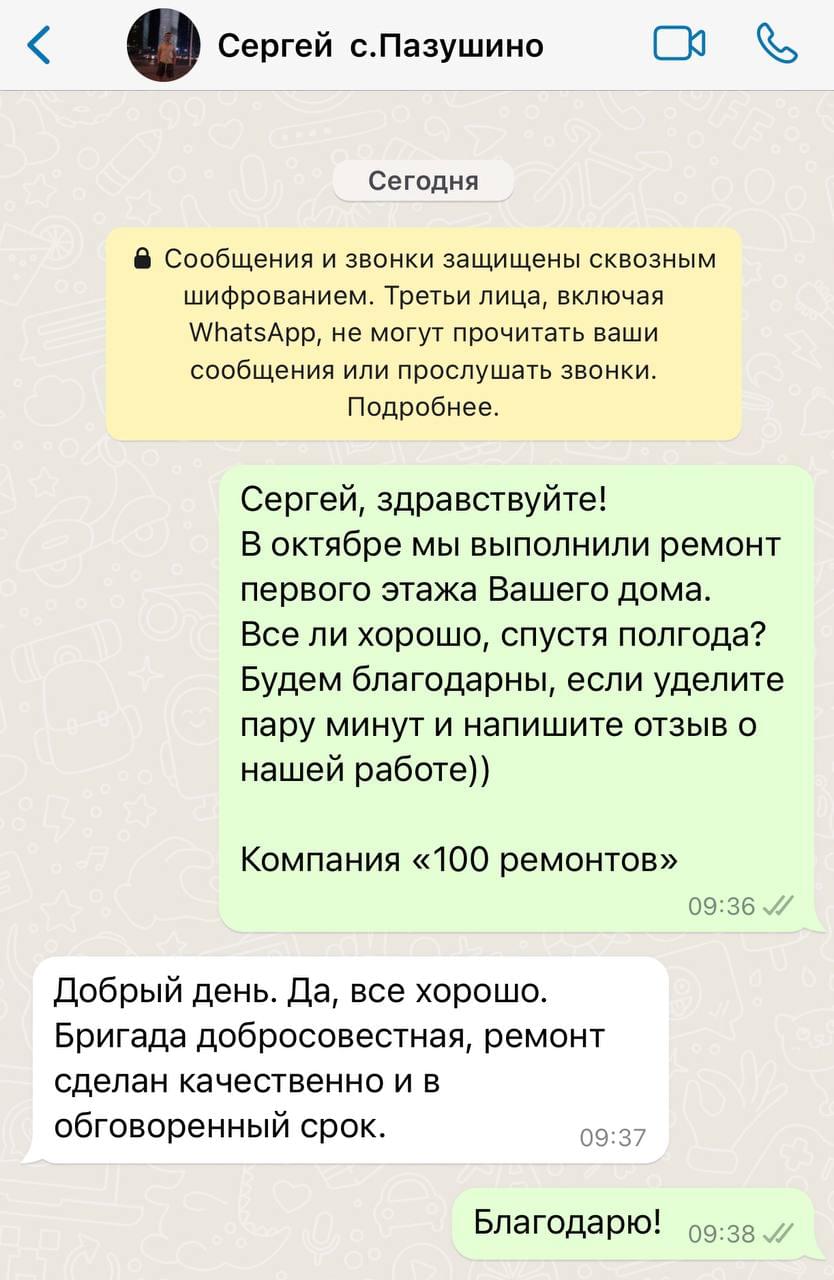 Сергей с.Пазушино
Сегодня
Сообщения и звонки защищены сквозным
шифрованием. Третьи лица, включая
WhatsApp, не могут прочитать ваши
сообщения или прослушать звонки.
Подробнее.
Сергей, здравствуйте!
В октябре мы выполнили ремонт
первого этажа Вашего дома.
Все ли хорошо, спустя полгода?
Будем благодарны, если уделите
пару минут и напишите отзыв о
нашей работе))
Компания «100 ремонтов»
09:36
Добрый день. Да, все хорошо.
Бригада добросовестная, ремонт
сделан качественно и в
обговоренный срок.
09:37
Благодарю!
09:38